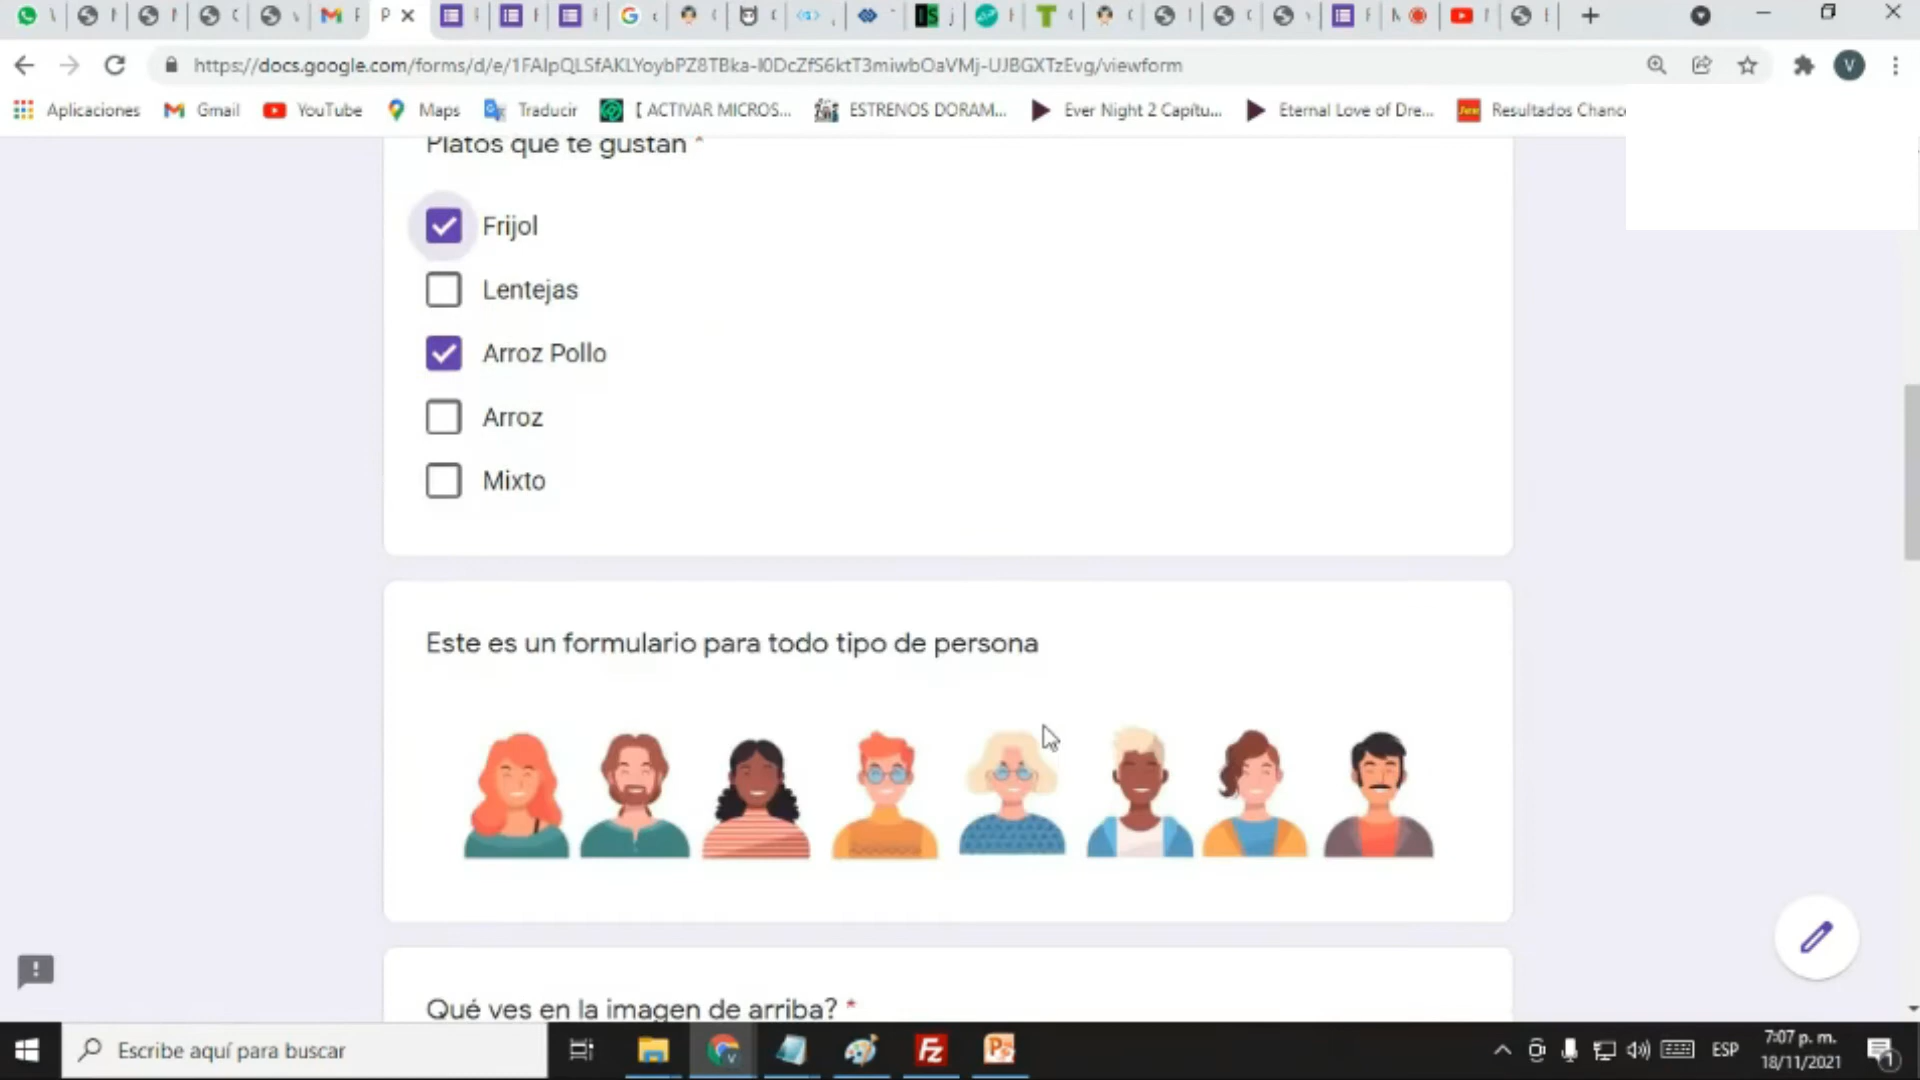 https://docs.google.com/forms/d/e/1FAIpQLSfAKLYoybPZ8TBka-I0DcZfS6ktT3miwbOaVMj-UJBGXTzEvg/viewform
V
Aplicaciones
Gmail
YouTube
Maps
Traducir
[ ACTIVAR MICROS...
ESTRENOS DORAM...
Ever Night 2 Capítu...
Eternal Love of Dre...
Resultados Chanc
Platos que te gustan *
Frijol
Lentejas
Arroz Pollo
Arroz
Mixto
Este es un formulario para todo tipo de persona
Qué ves en la imagen de arriba? *
Escribe aquí para buscar
ESP
7:07 p. m.
18/11/2021
1